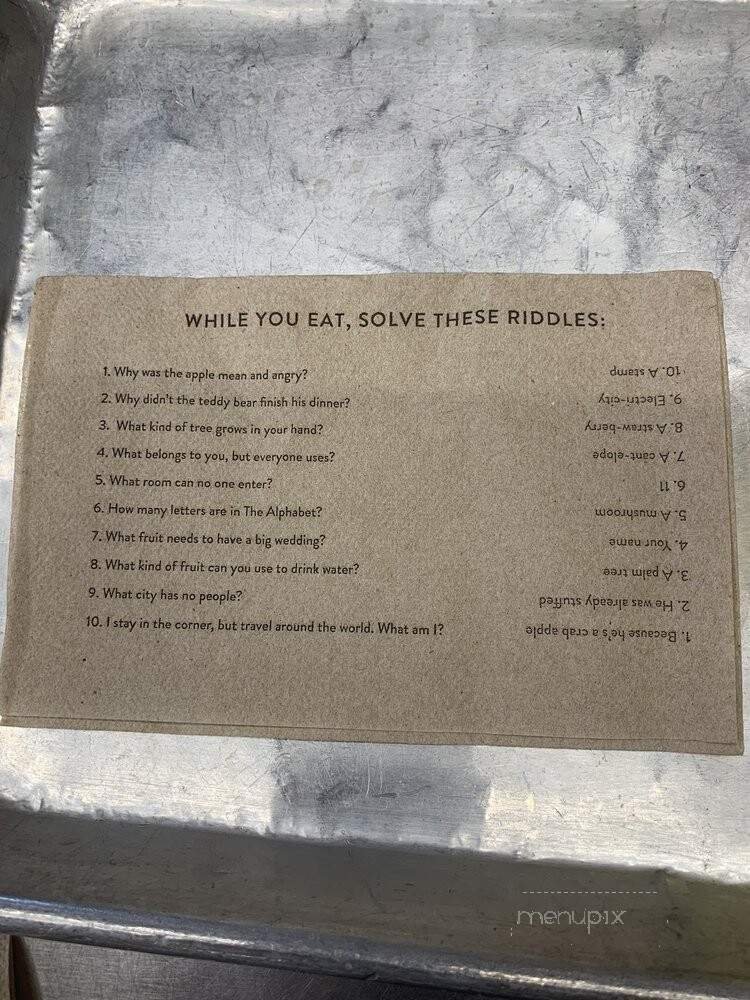 WHILE YOU EAT, SOLVE THESE RIDDLES:
1. Why was the apple mean and angry?
2. Why didn't the teddy bear finish his dinner?
3. What kind of tree grows in your hand?
4. What belongs to you, but everyone uses?
5. What room can no one enter?
6. How many letters are in The Alphabet?
7. What fruit needs to have a big wedding?
8. What kind of fruit can you use to drink water?
9. What city has no people?
10. I stay in the corner, but travel around the world. What am I?
1. Because he's a crab apple
2. He was already stuffed
3. A palm tree
4. Your name
5. A mushroom
6. 11
7. A cant-elope
8. A straw-berry
9. Electri-city
10. A stamp
menupix